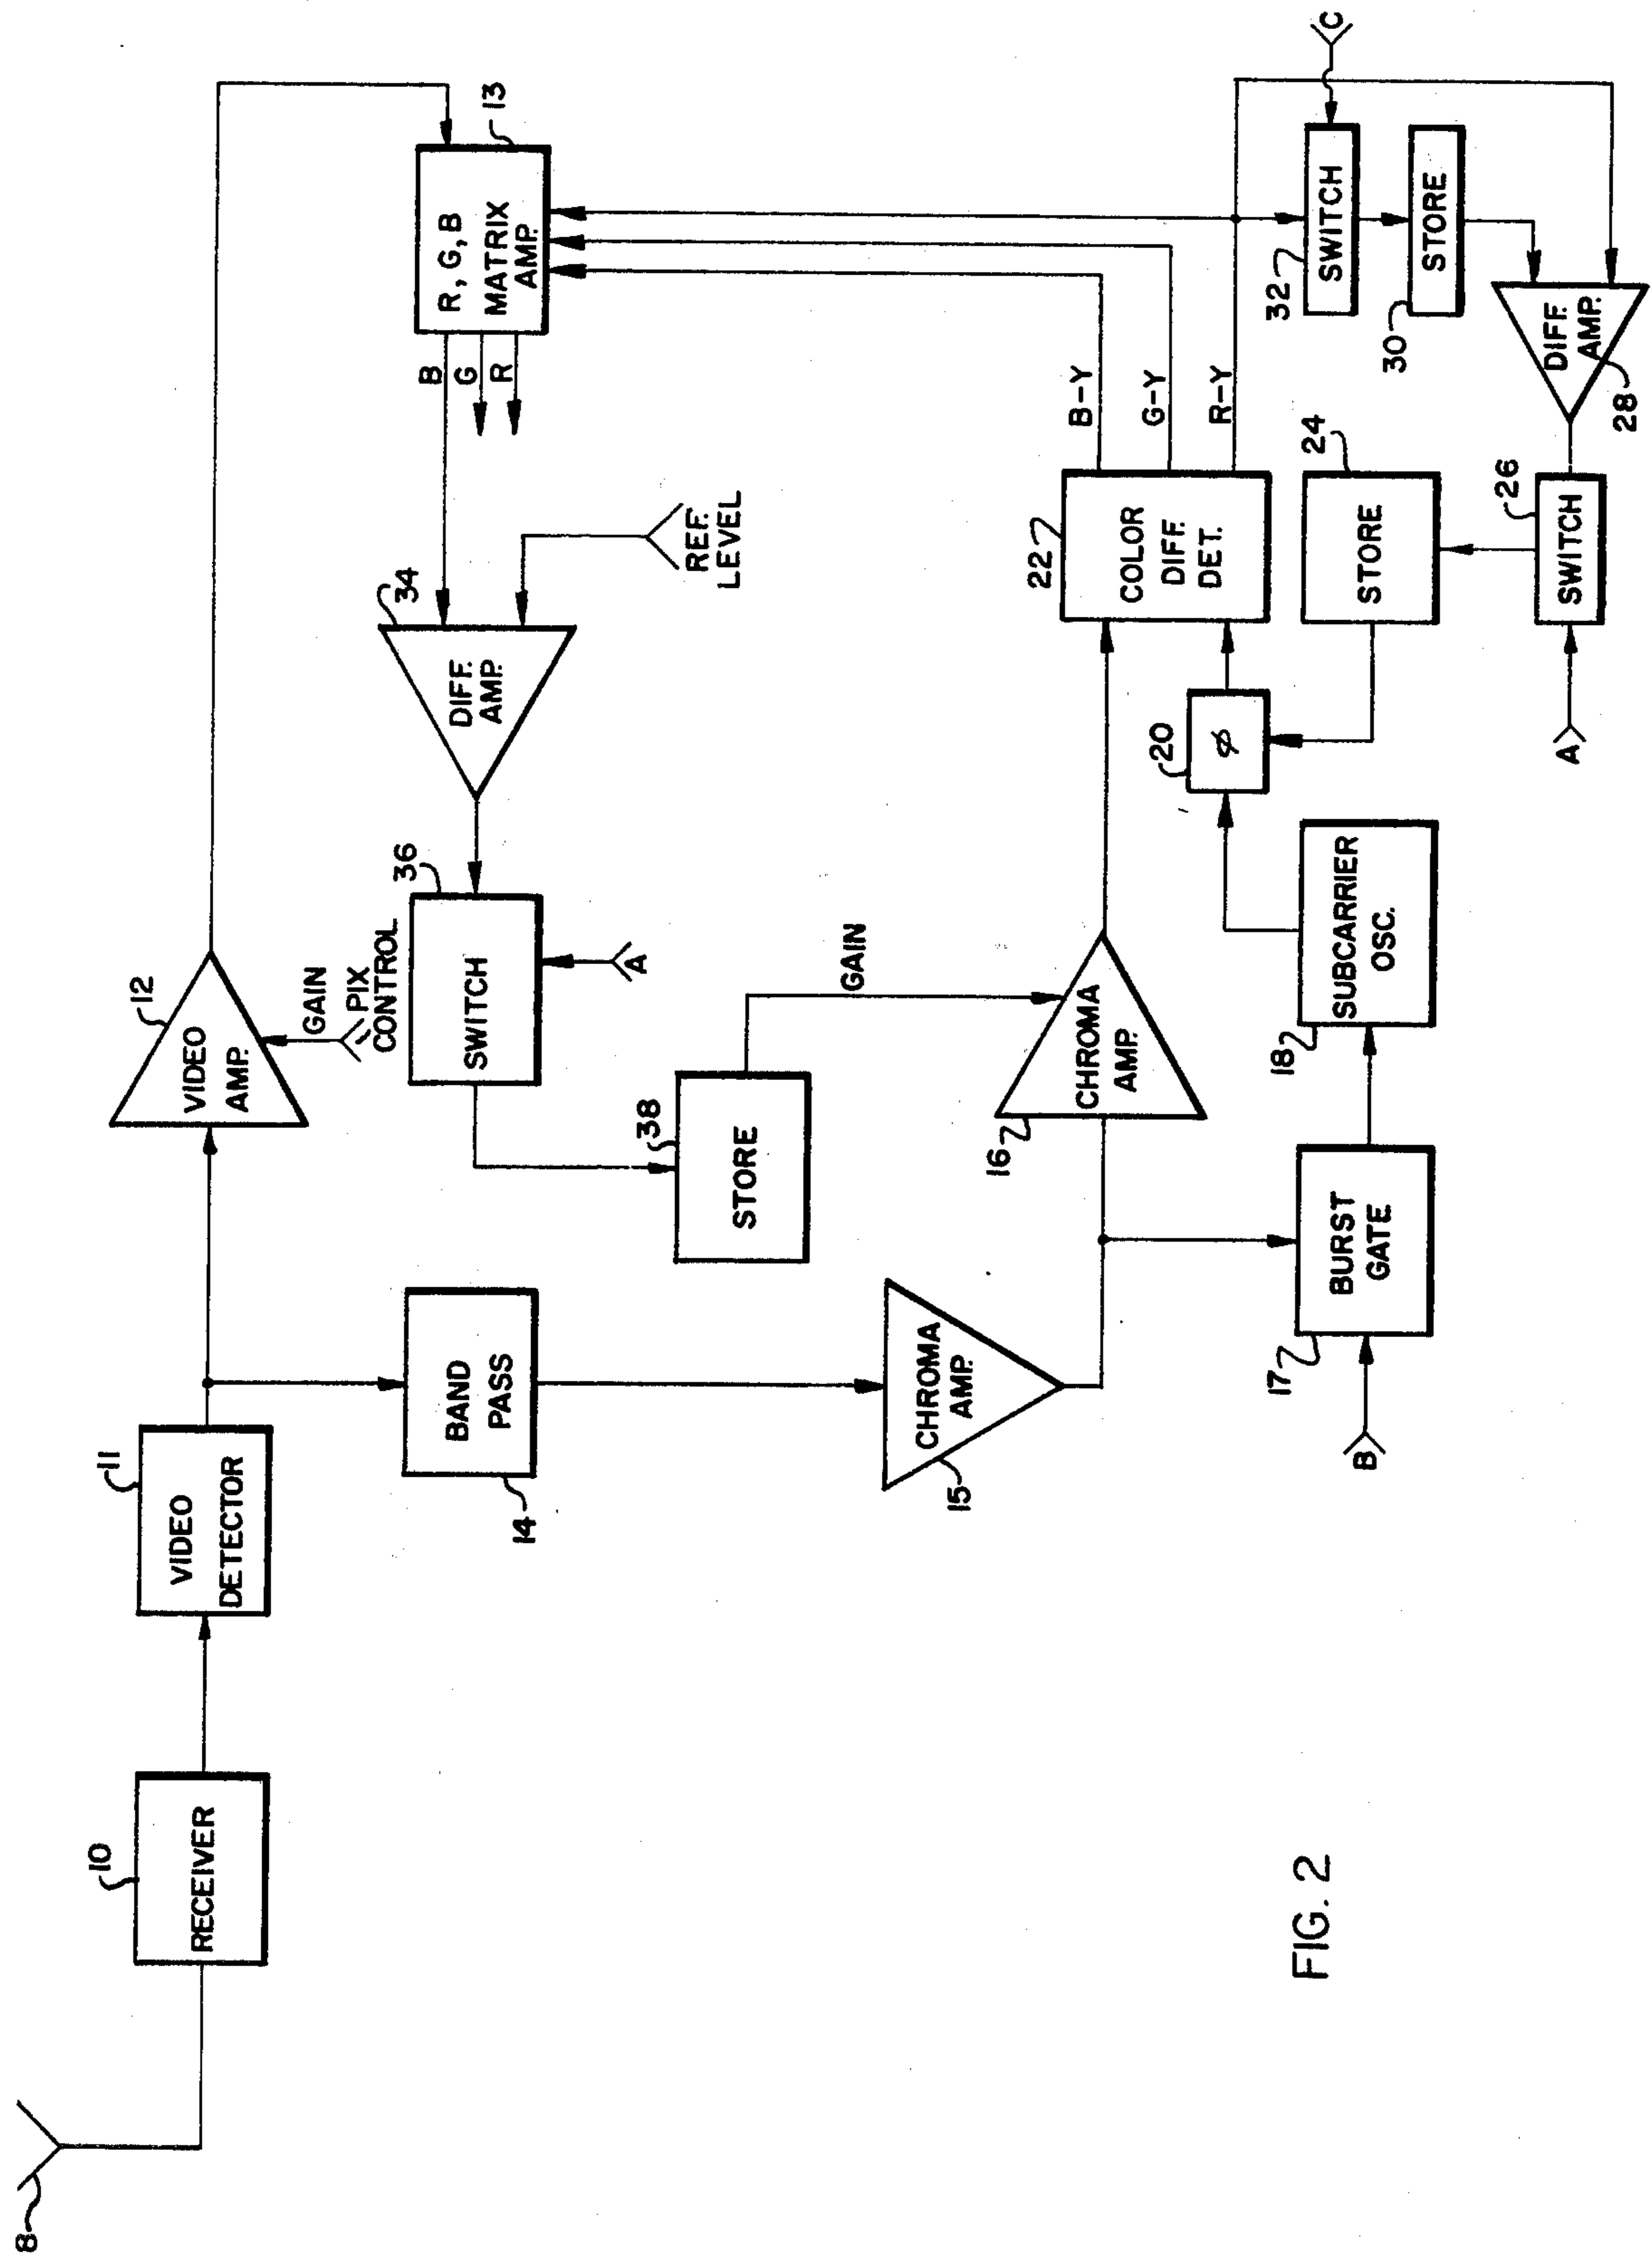 8
10
RECEIVER
11
VIDEO
DETECTOR
12
VIDEO
AMP.
GAIN
PIX
CONTROL
13
R, G, B
MATRIX
AMP.
B
G
R
34
DIFF.
AMP.
REF.
LEVEL
36
SWITCH
A
38
STORE
GAIN
14
BAND
PASS
15
CHROMA
AMP.
16
CHROMA
AMP.
17
BURST
GATE
B
18
SUBCARRIER
OSC.
20
φ
22
COLOR
DIFF.
DET.
B-Y
G-Y
R-Y
24
STORE
26
SWITCH
A
28
DIFF.
AMP.
30
STORE
32
SWITCH
C
FIG. 2